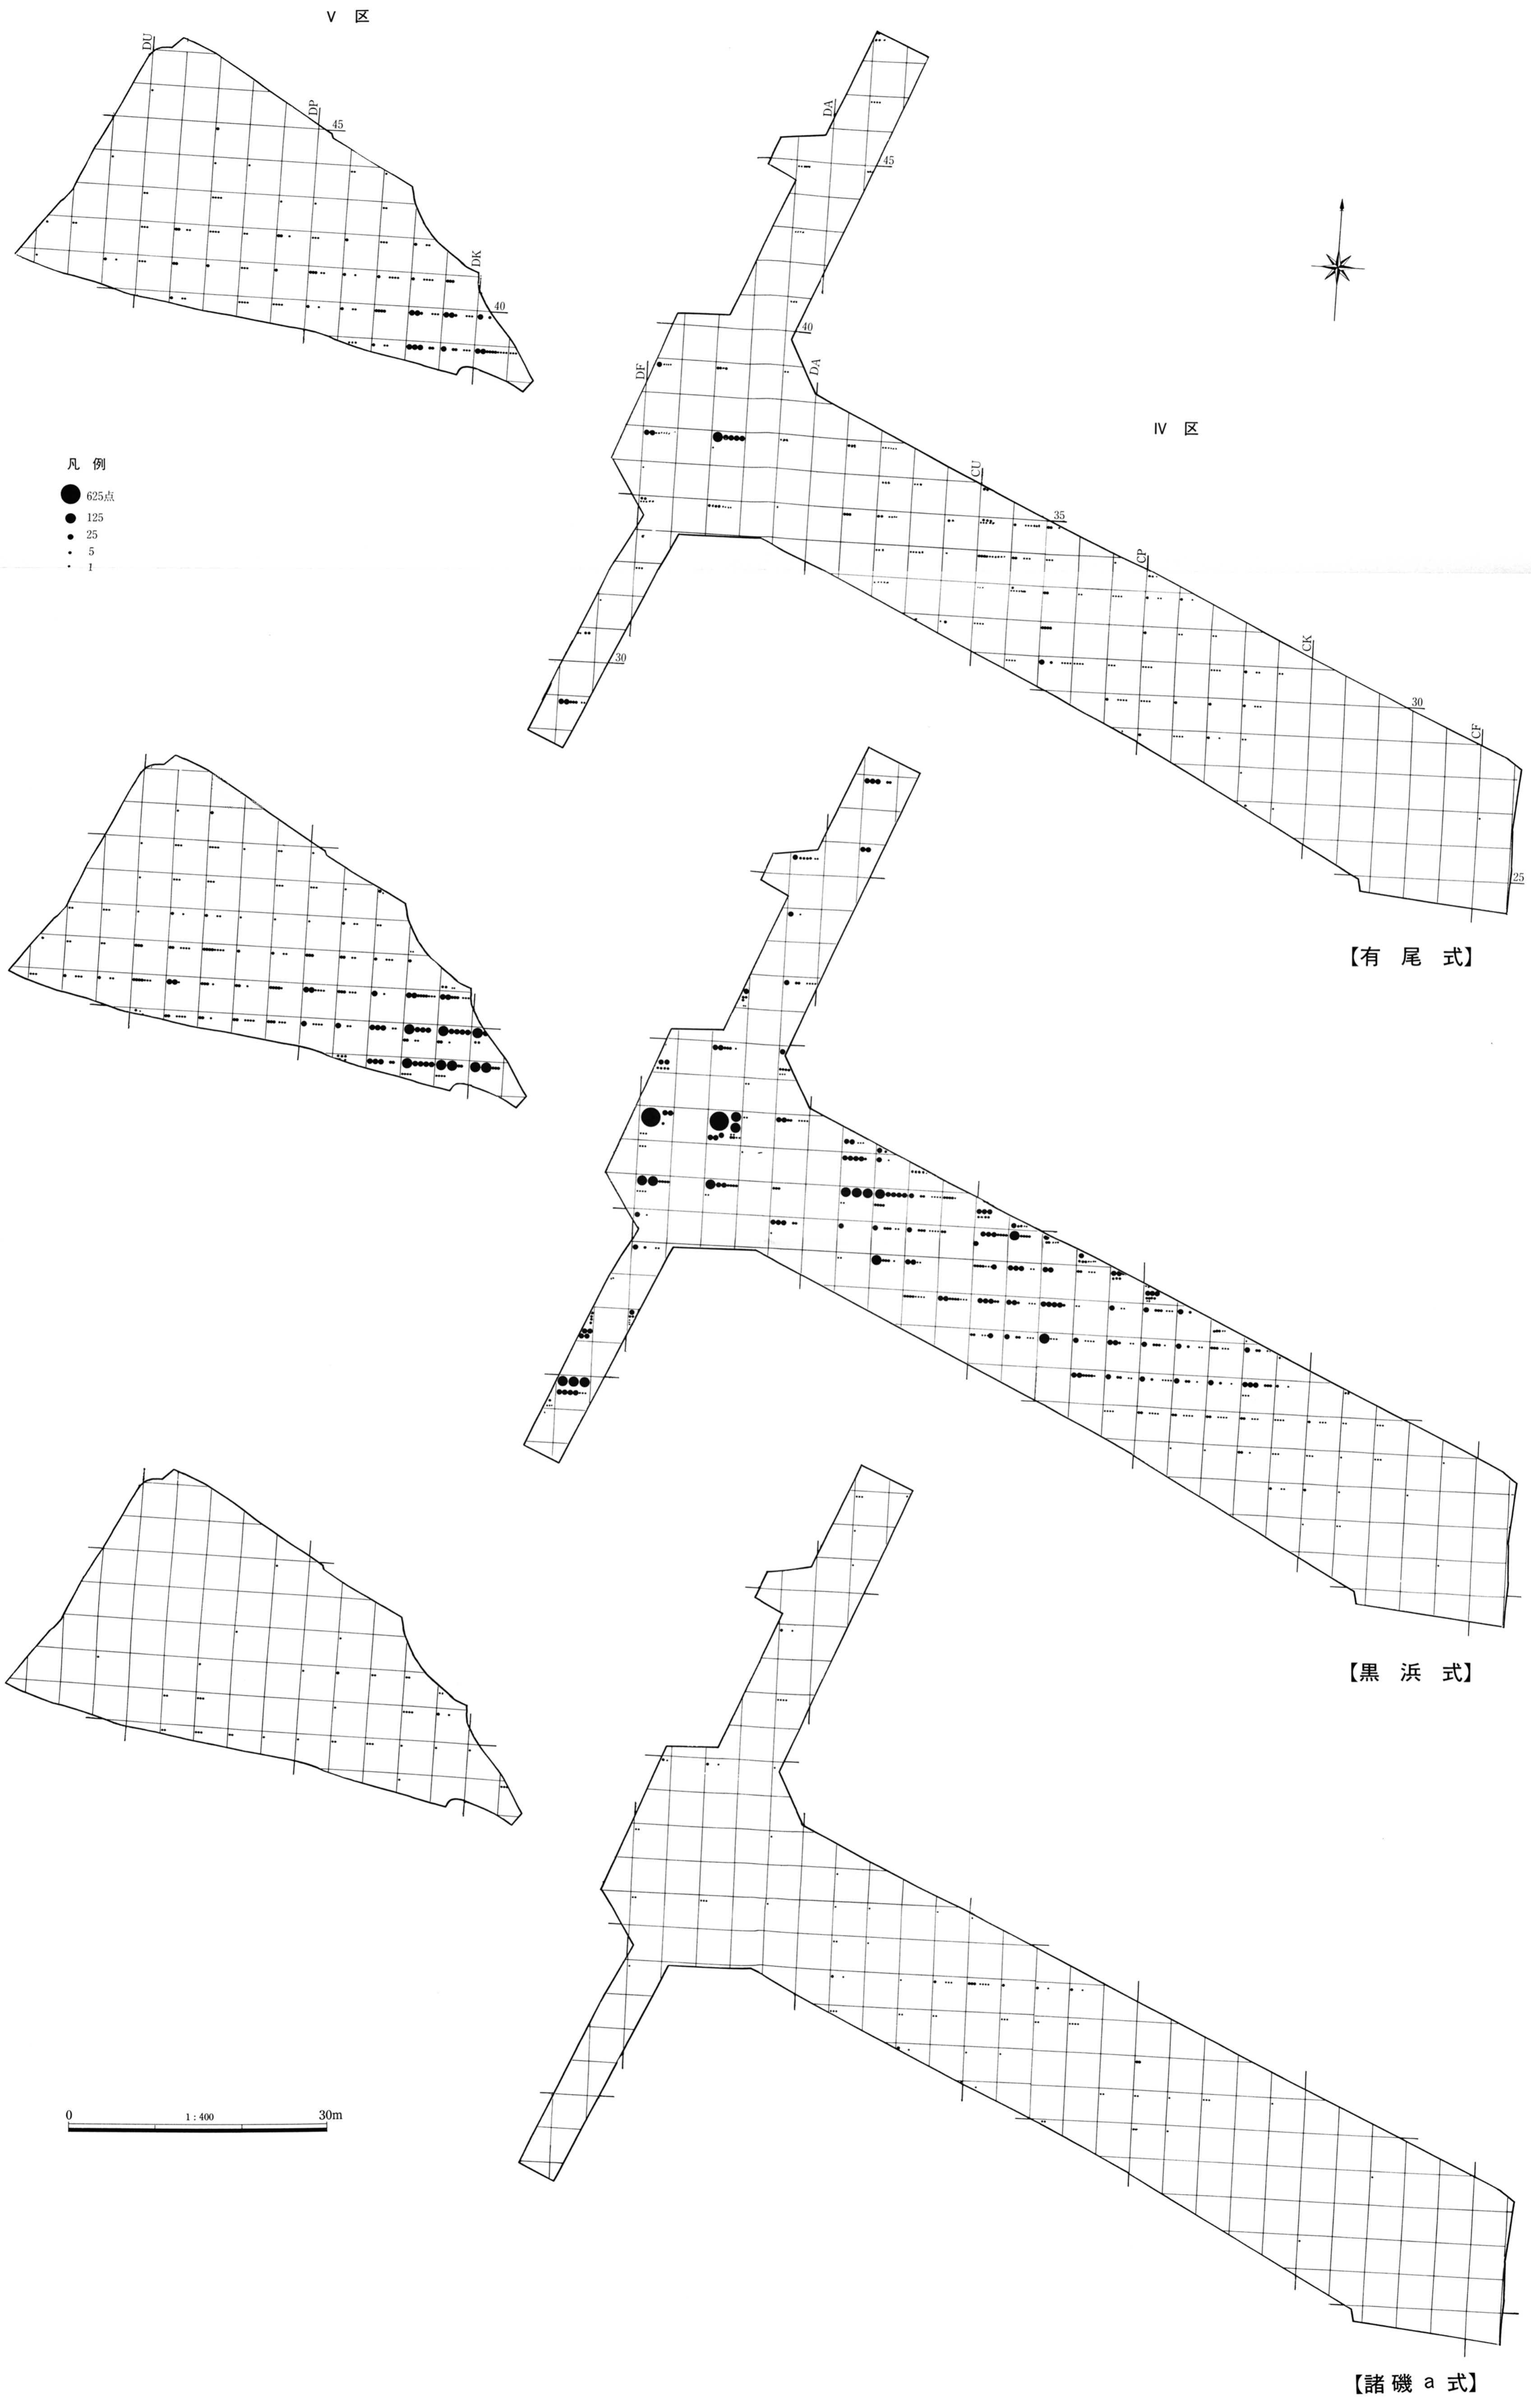 V 区
DU
DP
45
DK
40
DA
45
40
DF
DA
IV 区
CU
35
CP
CK
30
CF
25
30
凡 例
625点
125
25
5
1
【有 尾 式】
【黒 浜 式】
0 1：400 30m
【諸 磯 a 式】